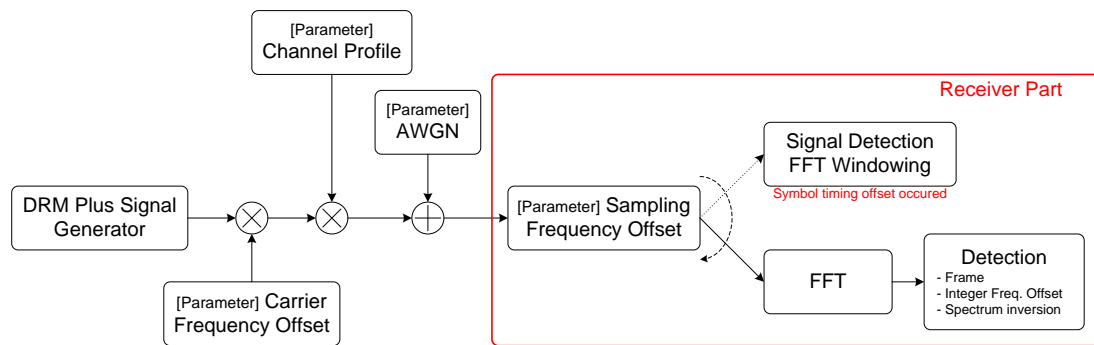 [Parameter]
Channel Profile
Receiver Part
[Parameter]
AWGN
Signal Detection
FFT Windowing
Symbol timing offset occured
DRM Plus Signal
Generator
[Parameter] Sampling
Frequency Offset
FFT
Detection
- Frame
- Integer Freq. Offset
- Spectrum inversion
[Parameter] Carrier
Frequency Offset